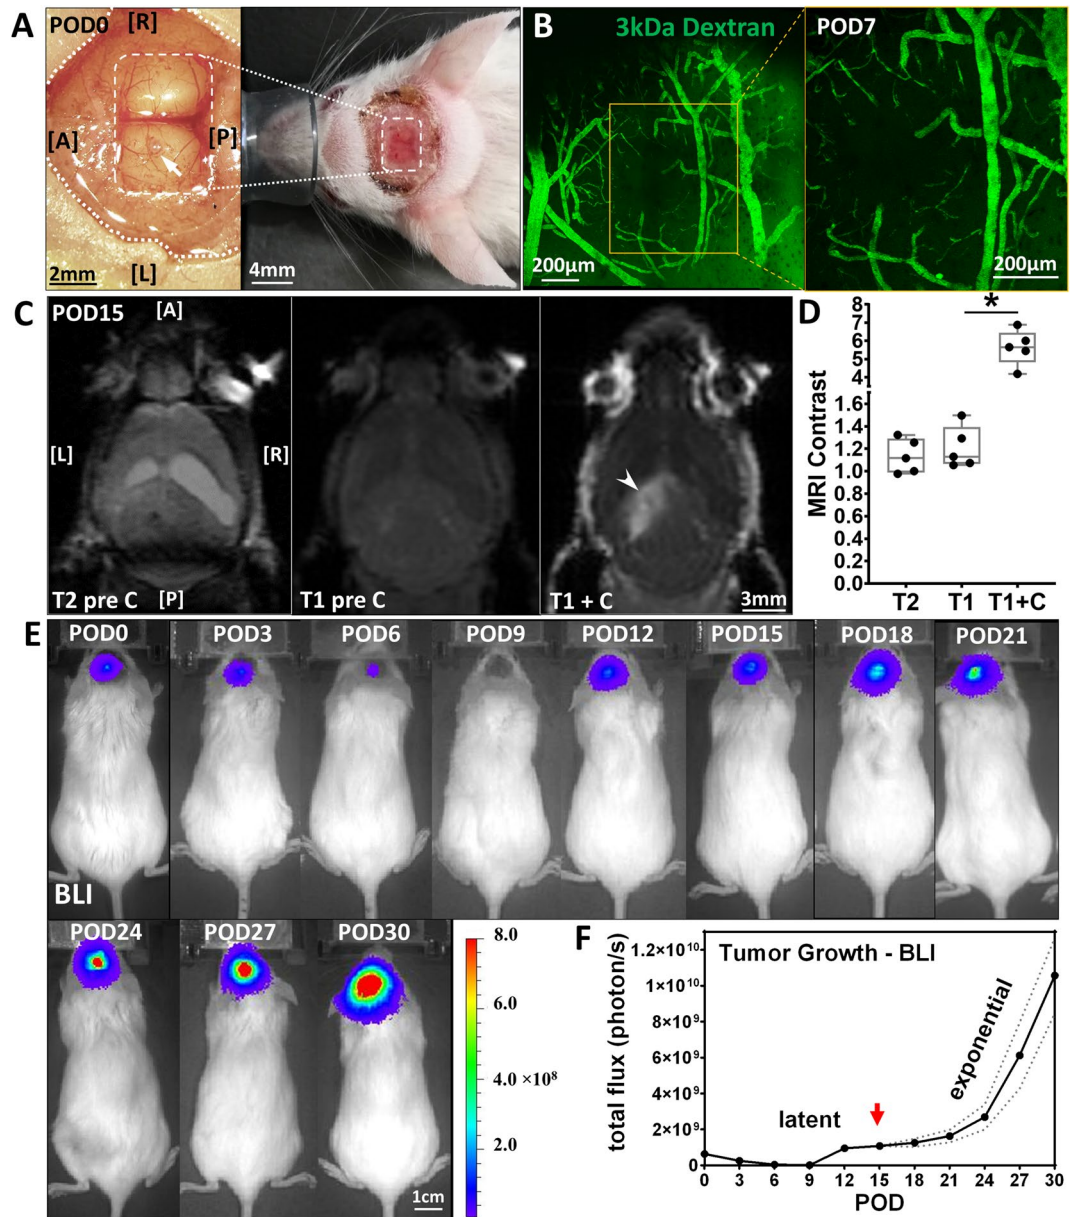 A
POD0
[R]
[A]
[P]
[L]
2mm
4mm
B
3kDa Dextran
200μm
POD7
200μm
C
POD15
[A]
[L]
[R]
T2 pre C
[P]
T1 pre C
T1 + C
3mm
D
*
8
7
6
5
4
1.6
1.4
1.2
1.0
0.8
0.6
0.4
0.2
0.0
MRI Contrast
T2 T1 T1+C
E
POD0 POD3 POD6 POD9 POD12 POD15 POD18 POD21
BLI
POD24 POD27 POD30
1cm
8.0
6.0
4.0 ×10⁸
2.0
F
Tumor Growth - BLI
total flux (photon/s)
1.2×10¹⁰
1×10¹⁰
8×10⁹
6×10⁹
4×10⁹
2×10⁹
0
latent
exponential
0 3 6 9 12 15 18 21 24 27 30
POD